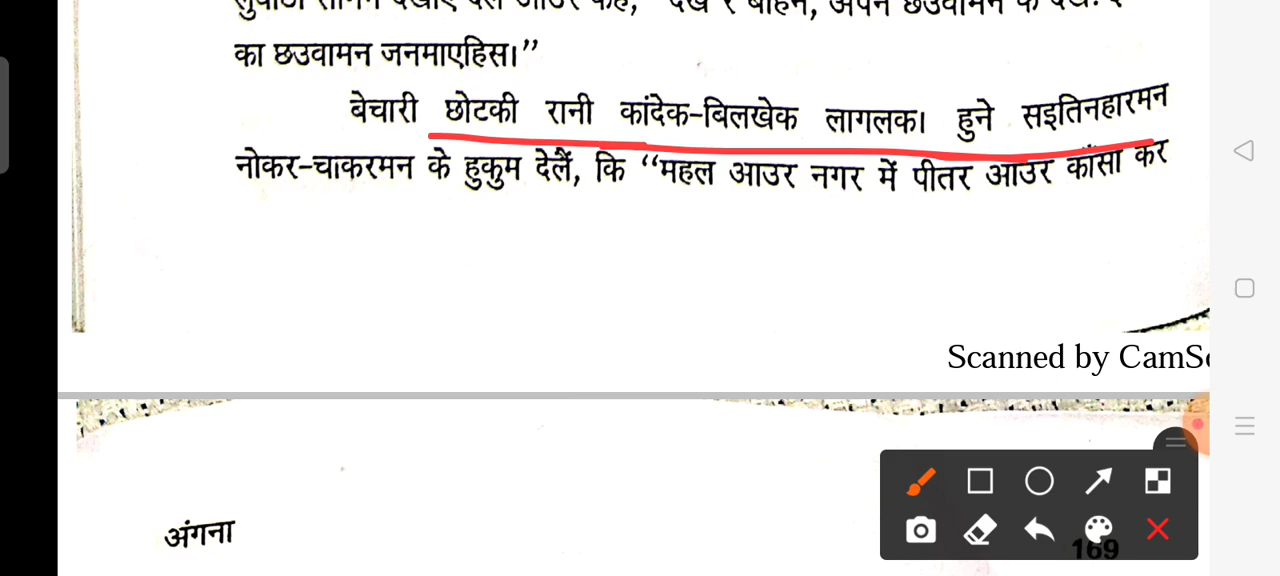 का छउवामन जनमाएहिस।”
बेचारी छोटकी रानी कांदेक-बिलखेक लागलक। हुने सइतिनहारमन
नोकर-चाकरमन के हुकुम देलैं, कि “महल आउर नगर में पीतर आउर कांसा कर
Scanned by CamSc
अंगना
169